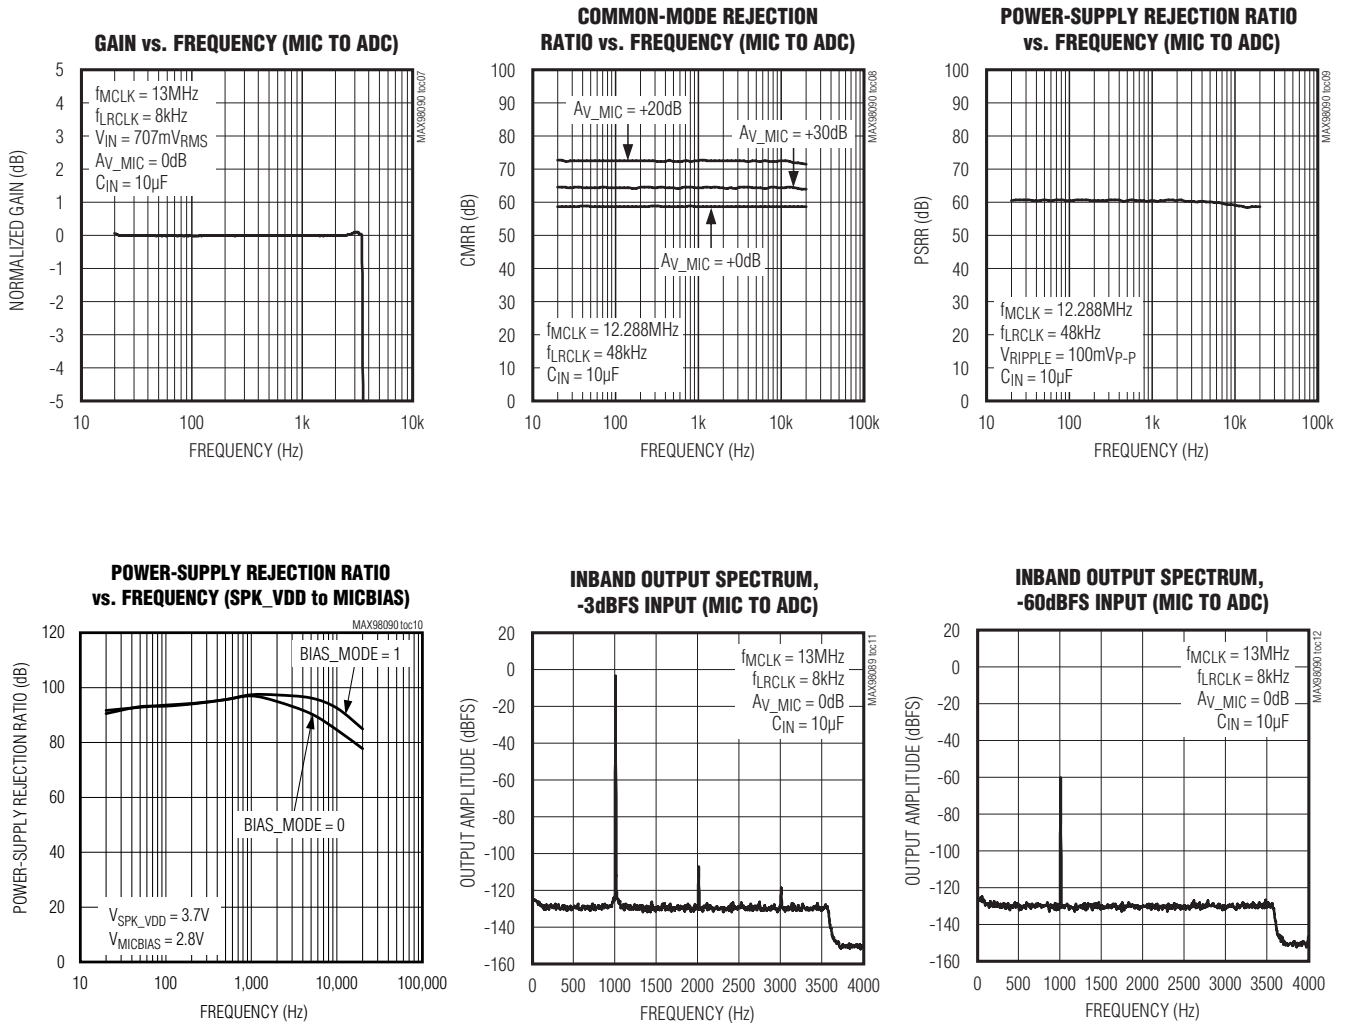 GAIN vs. FREQUENCY (MIC TO ADC)
MAX98090 toc07
NORMALIZED GAIN (dB)
5
4
3
2
1
0
-1
-2
-3
-4
-5
fMCLK = 13MHz
fLRCLK = 8kHz
VIN = 707mVRMS
AV_MIC = 0dB
CIN = 10µF
10
100
1k
10k
FREQUENCY (Hz)
COMMON-MODE REJECTION
RATIO vs. FREQUENCY (MIC TO ADC)
MAX98090 toc08
CMRR (dB)
100
90
80
70
60
50
40
30
20
10
0
AV_MIC = +20dB
AV_MIC = +30dB
AV_MIC = +0dB
fMCLK = 12.288MHz
fLRCLK = 48kHz
CIN = 10µF
10
100
1k
10k
100k
FREQUENCY (Hz)
POWER-SUPPLY REJECTION RATIO
vs. FREQUENCY (MIC TO ADC)
MAX98090 toc09
PSRR (dB)
100
90
80
70
60
50
40
30
20
10
0
fMCLK = 12.288MHz
fLRCLK = 48kHz
VRIPPLE = 100mVP-P
CIN = 10µF
10
100
1k
10k
100k
FREQUENCY (Hz)
POWER-SUPPLY REJECTION RATIO
vs. FREQUENCY (SPK_VDD to MICBIAS)
MAX98090 toc10
POWER-SUPPLY REJECTION RATIO (dB)
120
100
80
60
40
20
0
BIAS_MODE = 1
BIAS_MODE = 0
VSPK_VDD = 3.7V
VMICBIAS = 2.8V
10
100
1,000
10,000
100,000
FREQUENCY (Hz)
INBAND OUTPUT SPECTRUM,
-3dBFS INPUT (MIC TO ADC)
MAX98089 toc11
OUTPUT AMPLITUDE (dBFS)
20
0
-20
-40
-60
-80
-100
-120
-140
-160
fMCLK = 13MHz
fLRCLK = 8kHz
AV_MIC = 0dB
CIN = 10µF
0
500
1000
1500
2000
2500
3000
3500
4000
FREQUENCY (Hz)
INBAND OUTPUT SPECTRUM,
-60dBFS INPUT (MIC TO ADC)
MAX98090 toc12
OUTPUT AMPLITUDE (dBFS)
20
0
-20
-40
-60
-80
-100
-120
-140
-160
fMCLK = 13MHz
fLRCLK = 8kHz
AV_MIC = 0dB
CIN = 10µF
0
500
1000
1500
2000
2500
3000
3500
4000
FREQUENCY (Hz)